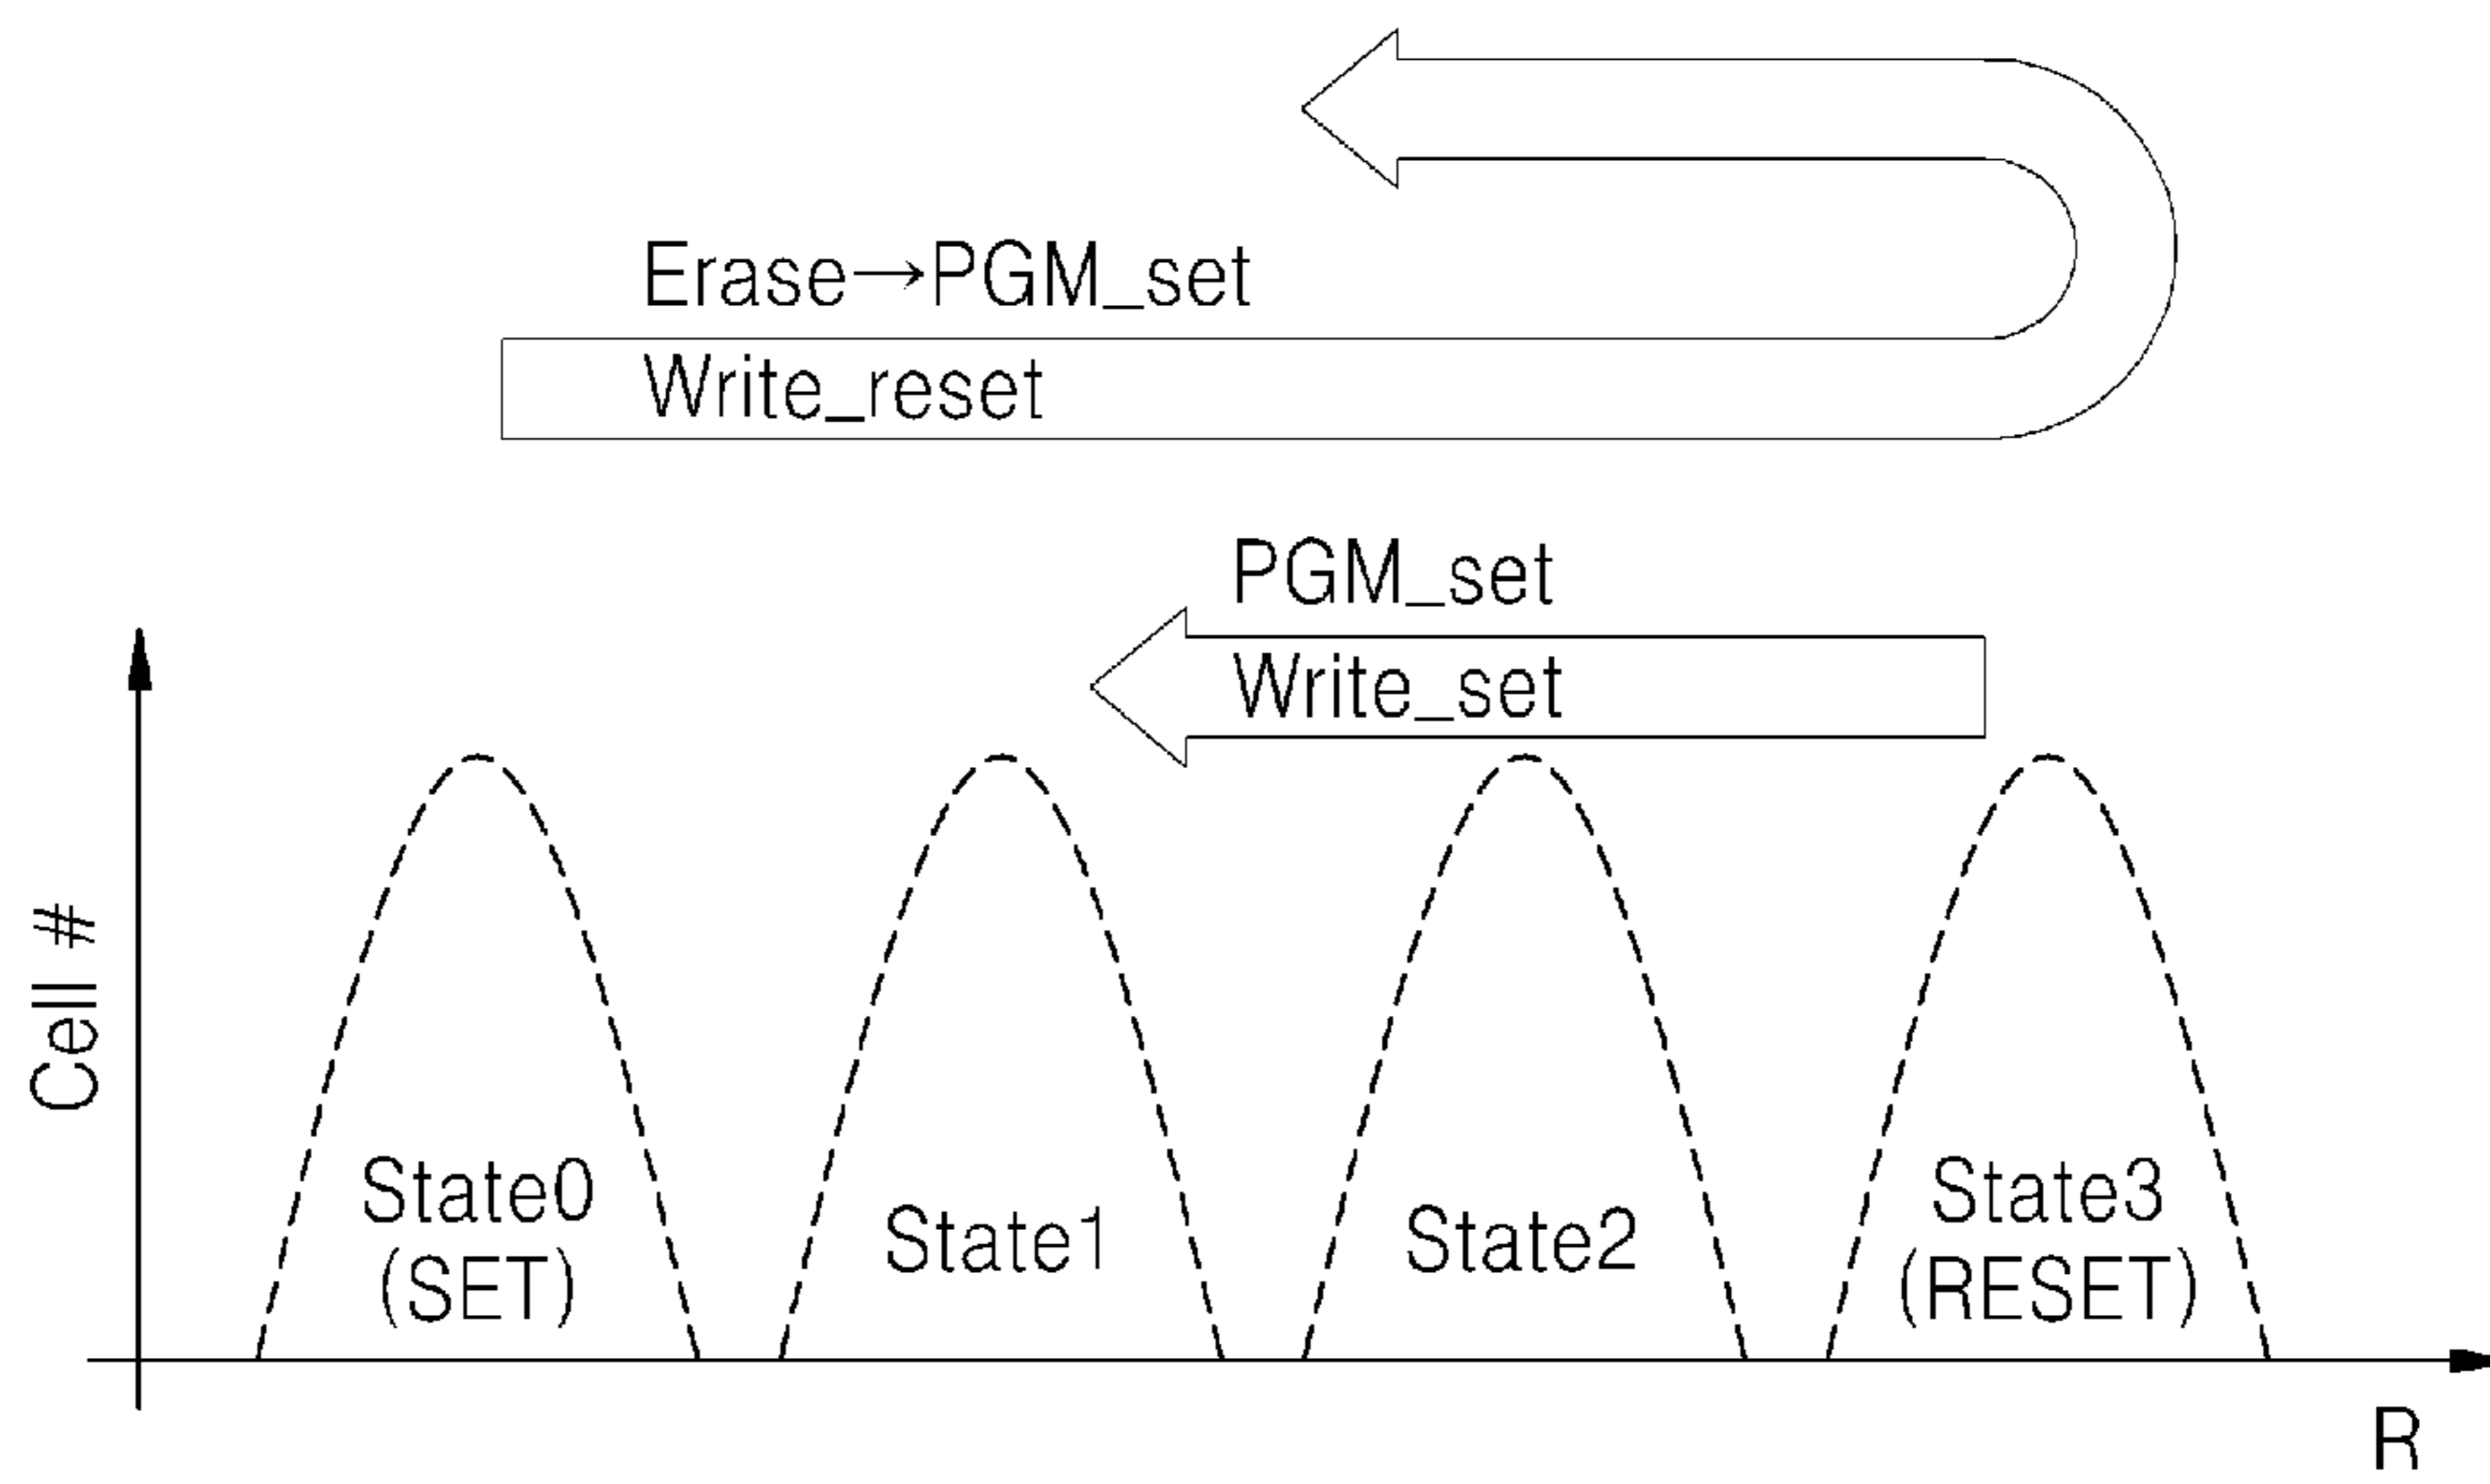 Erase→PGM_set
Write_reset
PGM_set
Write_set
Cell #
State0
(SET)
State1
State2
State3
(RESET)
R